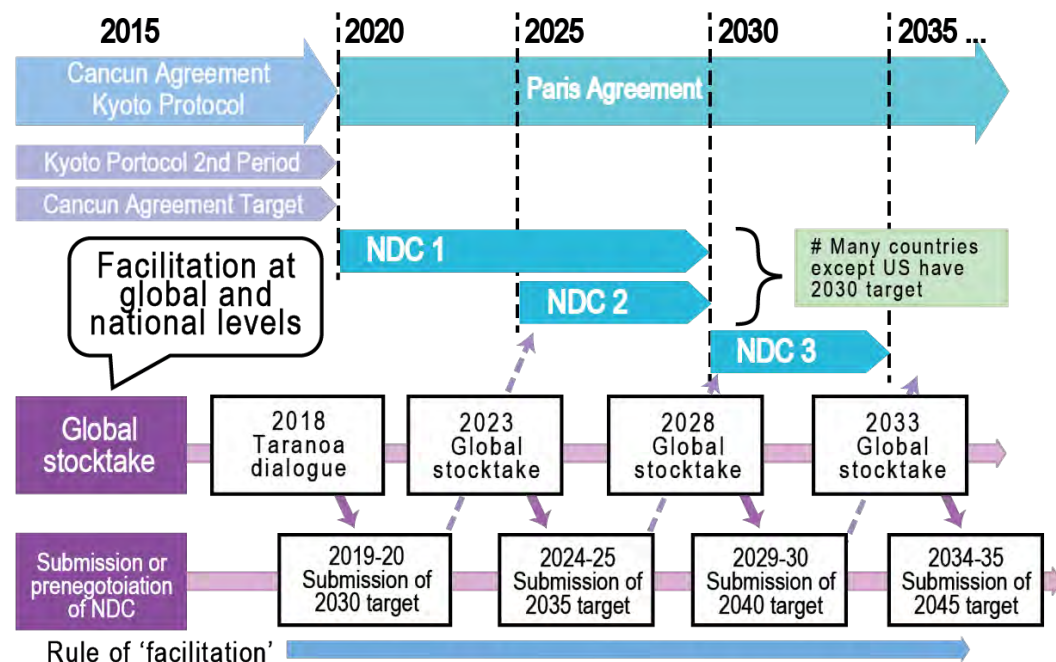 2015
2020
2025
2030
2035 ...
Cancun Agreement
Kyoto Protocol
Paris Agreement
Kyoto Portocol 2nd Period
Cancun Agreement Target
NDC 1
# Many countries
except US have
2030 target
Facilitation at
global and
national levels
NDC 2
NDC 3
Global
stocktake
2018
Taranoa
dialogue
2023
Global
stocktake
2028
Global
stocktake
2033
Global
stocktake
Submission or
prenegotoiation
of NDC
2019-20
Submission of
2030 target
2024-25
Submission of
2035 target
2029-30
Submission of
2040 target
2034-35
Submission of
2045 target
Rule of ‘facilitation’